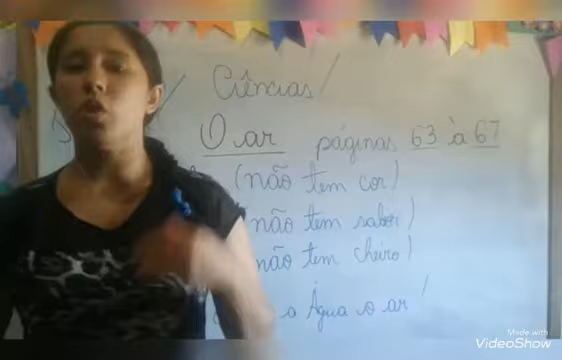 Ciências
O ar páginas 63 à 67
(não tem cor)
não tem sabor)
não tem cheiro)
a Água o ar
Made with
VideoShow